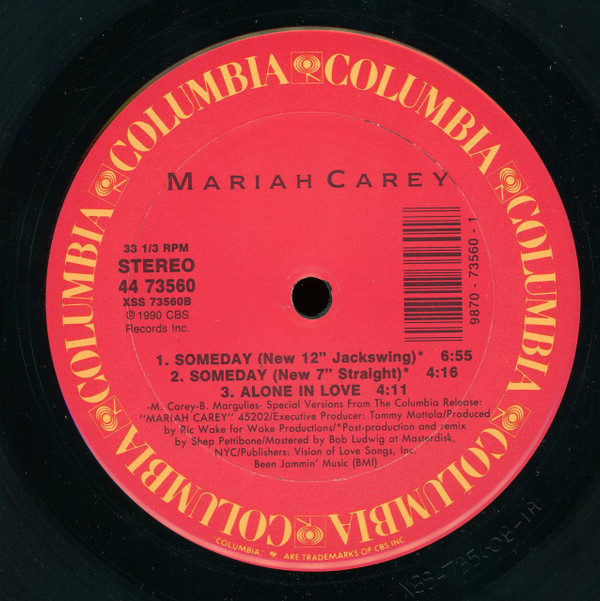 COLUMBIA COLUMBIA COLUMBIA COLUMBIA COLUMBIA COLUMBIA COLUMBIA
MARIAH CAREY
33 1/3 RPM
STEREO
44 73560
XSS 73560B
℗ 1990 CBS
Records Inc.
9870 - 73560 - 1
1. SOMEDAY (New 12" Jackswing)* 6:55
2. SOMEDAY (New 7" Straight)* 4:16
3. ALONE IN LOVE 4:11
-M. Carey-B. Margulies- Special Versions From The Columbia Release:
"MARIAH CAREY" 45202/Executive Producer: Tommy Mottola/Produced
by Ric Wake for Wake Productions/*Post-production and remix
by Shep Pettibone/Mastered by Bob Ludwig at Masterdisk,
NYC/Publishers: Vision of Love Songs, Inc.
Been Jammin' Music (BMI)
"COLUMBIA," ARE TRADEMARKS OF CBS INC